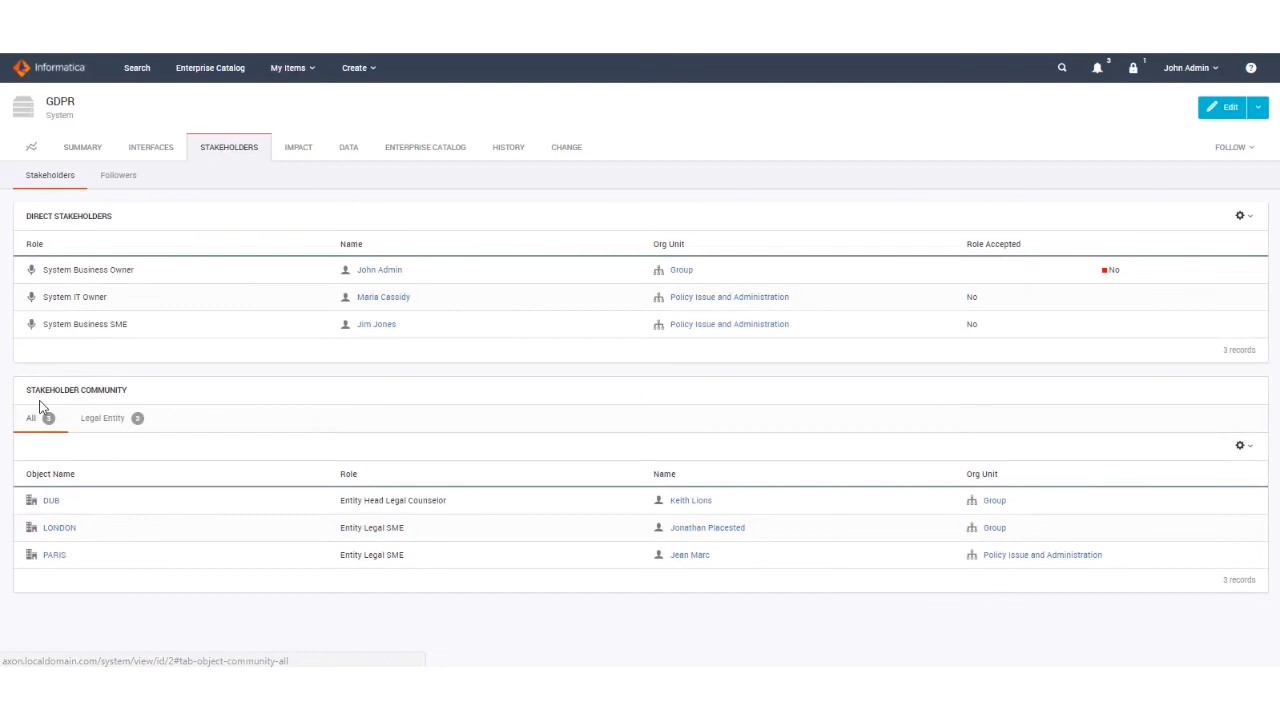 Informatica Search Enterprise Catalog My Items Create 3 1 John Admin ?
GDPR
System
Edit
SUMMARY INTERFACES STAKEHOLDERS IMPACT DATA ENTERPRISE CATALOG HISTORY CHANGE FOLLOW
Stakeholders Followers
DIRECT STAKEHOLDERS
Role Name Org Unit Role Accepted
System Business Owner John Admin Group No
System IT Owner Maria Cassidy Policy Issue and Administration No
System Business SME Jim Jones Policy Issue and Administration No
3 records
STAKEHOLDER COMMUNITY
All 3 Legal Entity 3
Object Name Role Name Org Unit
DUB Entity Head Legal Counselor Keith Lions Group
LONDON Entity Legal SME Jonathan Placested Group
PARIS Entity Legal SME Jean Marc Policy Issue and Administration
3 records
axon.localdomain.com/system/view/id/2#tab-object-community-all